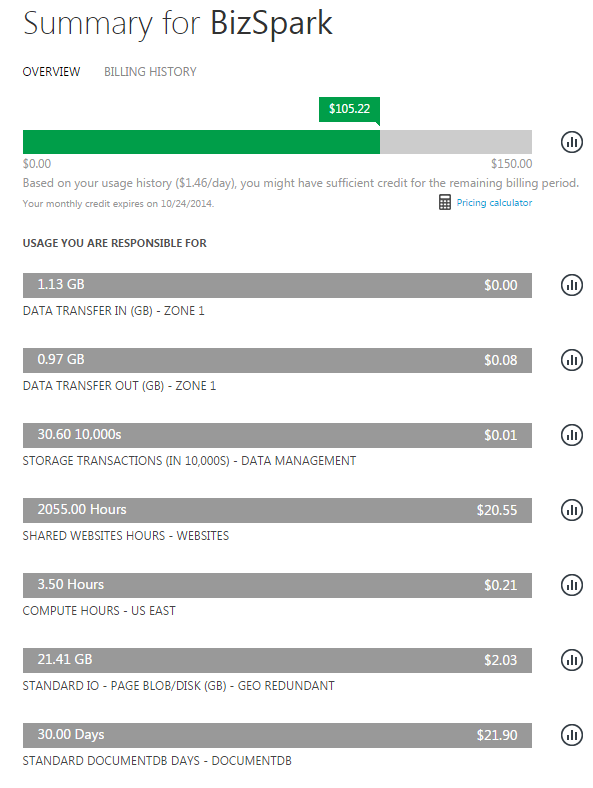 Summary for BizSpark
OVERVIEW BILLING HISTORY
$105.22
$0.00 $150.00
Based on your usage history ($1.46/day), you might have sufficient credit for the remaining billing period.
Your monthly credit expires on 10/24/2014. Pricing calculator
USAGE YOU ARE RESPONSIBLE FOR
1.13 GB $0.00
DATA TRANSFER IN (GB) - ZONE 1
0.97 GB $0.08
DATA TRANSFER OUT (GB) - ZONE 1
30.60 10,000s $0.01
STORAGE TRANSACTIONS (IN 10,000S) - DATA MANAGEMENT
2055.00 Hours $20.55
SHARED WEBSITES HOURS - WEBSITES
3.50 Hours $0.21
COMPUTE HOURS - US EAST
21.41 GB $2.03
STANDARD IO - PAGE BLOB/DISK (GB) - GEO REDUNDANT
30.00 Days $21.90
STANDARD DOCUMENTDB DAYS - DOCUMENTDB